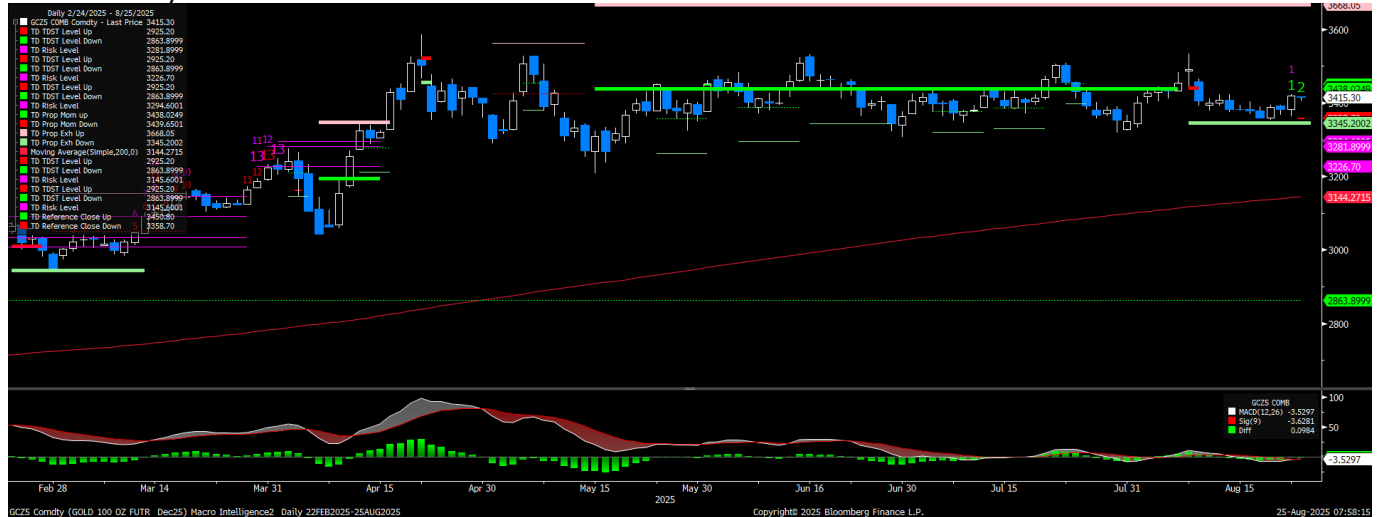 Daily 2/24/2025 - 8/25/2025
GCZ5 COMB Comdty - Last Price 3415.30
TD TDST Level Up 2925.20
TD TDST Level Down 2863.8999
TD Risk Level 3281.8999
TD TDST Level Up 2925.20
TD TDST Level Down 2863.8999
TD Risk Level 3226.70
TD TDST Level Up 2925.20
TD TDST Level Down 2863.8999
TD Risk Level 3294.6001
TD Prop Mom up 3438.0249
TD Prop Mom Down 3439.6501
TD Prop Exh Up 3668.05
TD Prop Exh Down 3345.2002
Moving Average(Simple,200,0) 3144.2715
TD TDST Level Up 2925.20
TD TDST Level Down 2863.8999
TD TDST Level Up 2925.20
TD TDST Level Down 2863.8999
TD Risk Level 3145.6001
TD Reference Close Up 3450.80
TD Reference Close Down 3358.70
11 12
13 13 13
11 12
1
1 2
3668.05
3600
3438.0249
3415.30
3345.2002
3281.8999
3226.70
3200
3144.2715
3000
2863.8999
2800
GCZ5 COMB
MACD(12,26) -3.5297
Sig(9) -3.6281
Diff 0.0984
100
50
-3.5297
Feb 28 Mar 14 Mar 31 Apr 15 Apr 30 May 15 May 30 Jun 16 Jun 30 Jul 15 Jul 31 Aug 15
2025
GCZ5 Comdty (GOLD 100 OZ FUTR Dec25) Macro Intelligence2 Daily 22FEB2025-25AUG2025 Copyright© 2025 Bloomberg Finance L.P. 25-Aug-2025 07:58:15